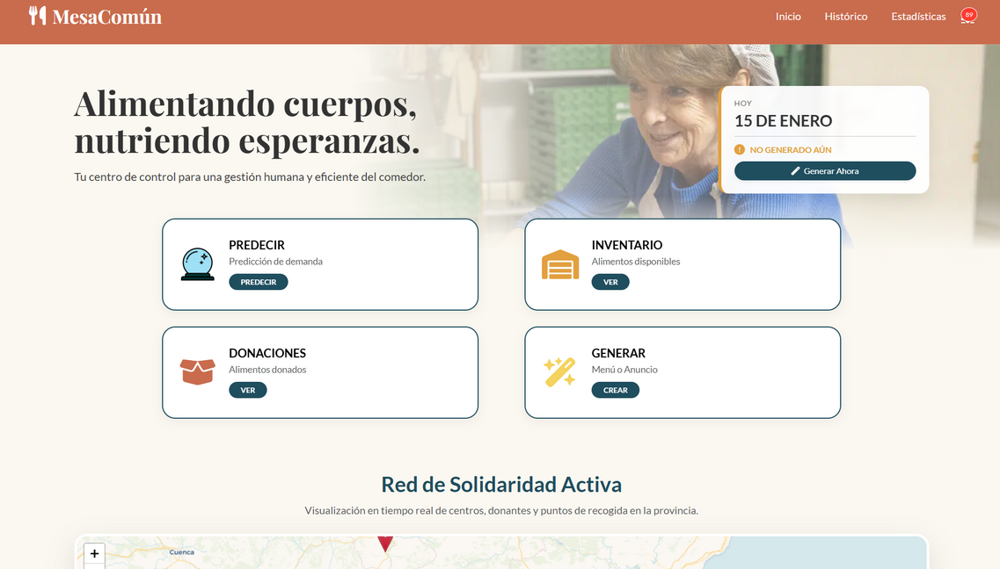 MesaComún
Inicio
Histórico
Estadísticas
89
Alimentando cuerpos,
nutriendo esperanzas.
Tu centro de control para una gestión humana y eficiente del comedor.
HOY
15 DE ENERO
! NO GENERADO AÚN
Generar Ahora
PREDECIR
Predicción de demanda
PREDECIR
INVENTARIO
Alimentos disponibles
VER
DONACIONES
Alimentos donados
VER
GENERAR
Menú o Anuncio
CREAR
Red de Solidaridad Activa
Visualización en tiempo real de centros, donantes y puntos de recogida en la provincia.
+
Cuenca